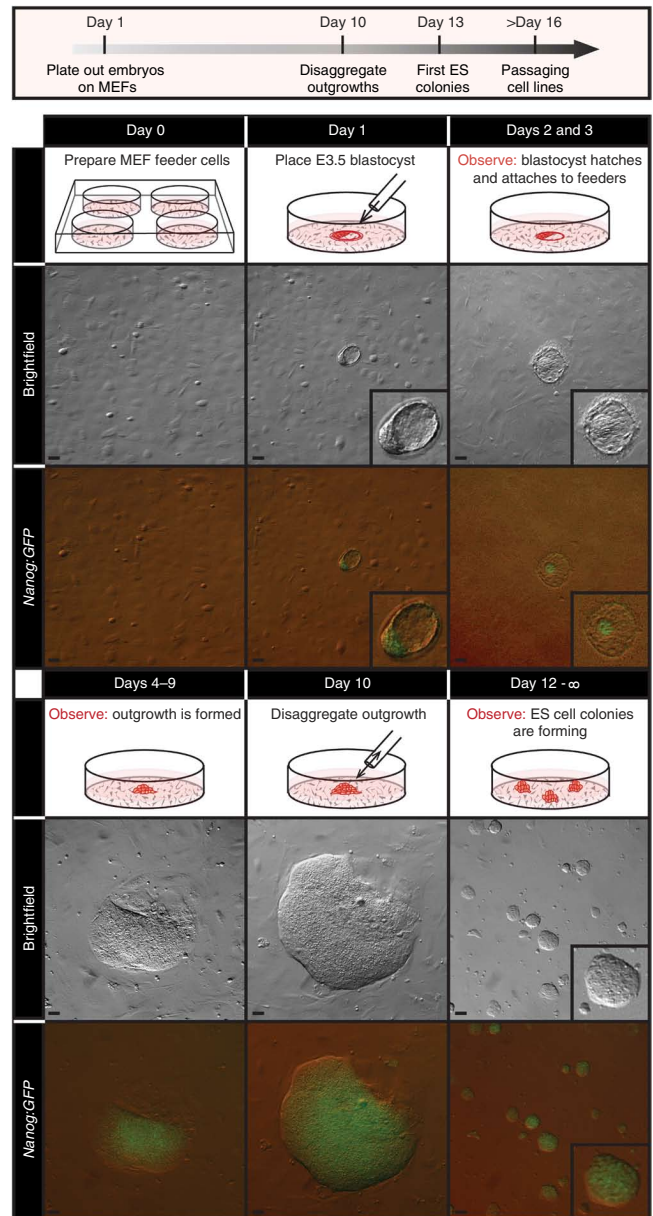 Day 1
Day 10
Day 13
>Day 16
Plate out embryos
on MEFs
Disaggregate
outgrowths
First ES
colonies
Passaging
cell lines
Day 0
Day 1
Days 2 and 3
Prepare MEF feeder cells
Place E3.5 blastocyst
Observe: blastocyst hatches
and attaches to feeders
Brightfield
Nanog:GFP
Days 4–9
Day 10
Day 12 - ∞
Observe: outgrowth is formed
Disaggregate outgrowth
Observe: ES cell colonies
are forming
Brightfield
Nanog:GFP